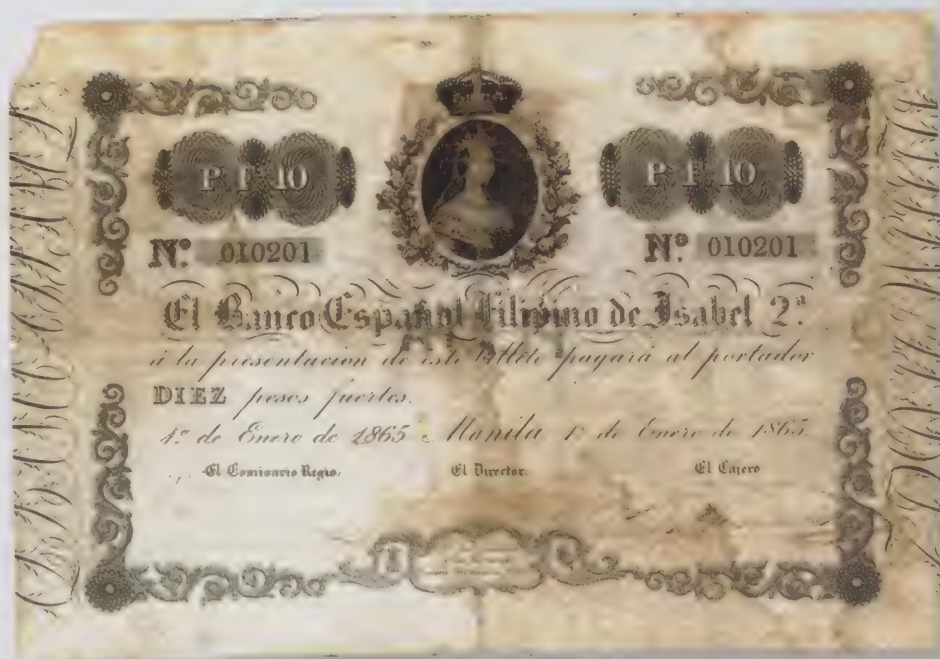 P F 10 P F 10
Nº 010201 Nº 010201
El Banco Español Filipino de Isabel 2ª
á la presentacion de este billete pagará al portador
DIEZ pesos fuertes.
1º de Enero de 1865 Manila 1º de Enero de 1865.
El Comisario Regio. El Director. El Cajero